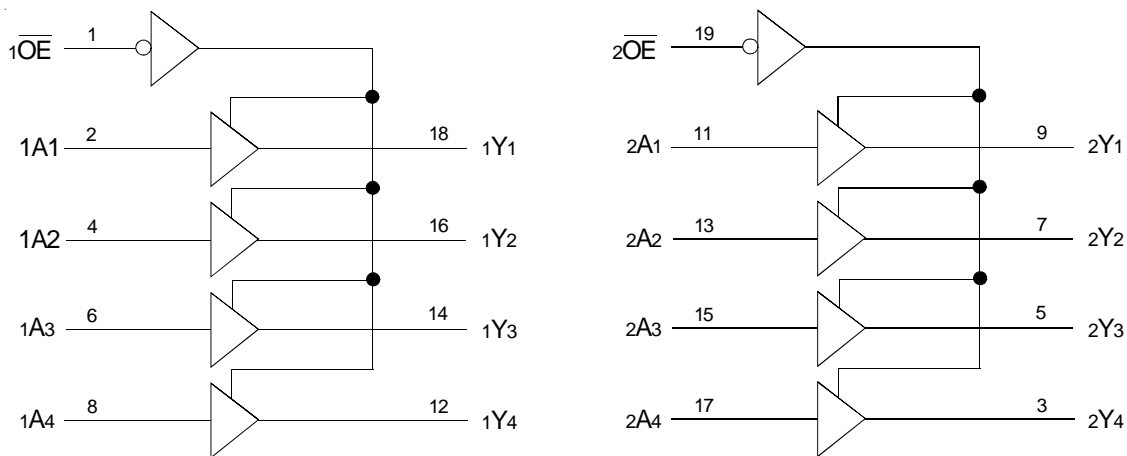 1OE 1
2OE 19
1A1 2 18 1Y1
2A1 11 9 2Y1
1A2 4 16 1Y2
2A2 13 7 2Y2
1A3 6 14 1Y3
2A3 15 5 2Y3
1A4 8 12 1Y4
2A4 17 3 2Y4